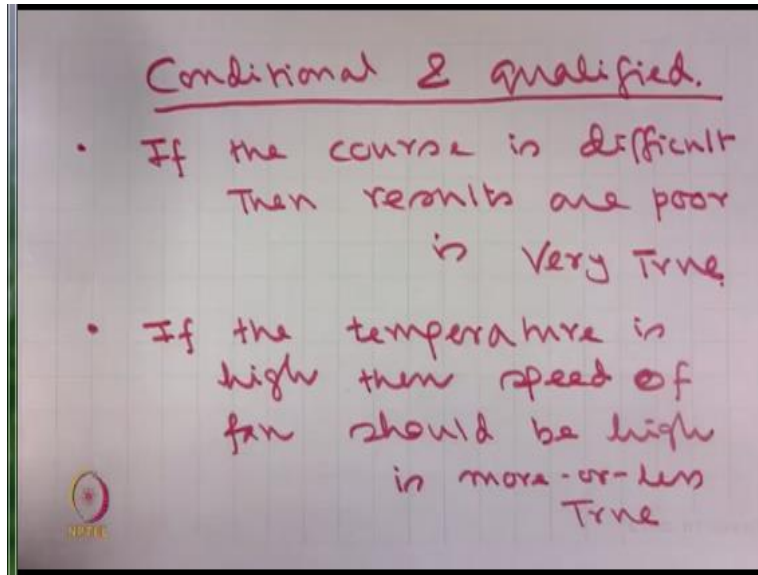 Conditional & qualified.
• If the course is difficult
Then results are poor
is Very True.
• If the temperature is
high then speed of
fan should be high
is more-or-less
True
NPTEL